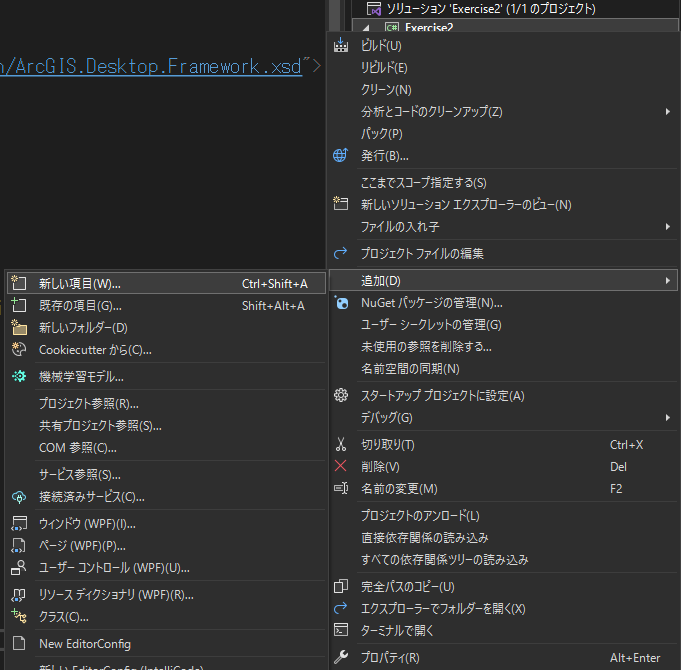 ソリューション 'Exercise2' (1/1 のプロジェクト)
Exercise2
n/ArcGIS.Desktop.Framework.xsd">
ビルド(U)
リビルド(E)
クリーン(N)
分析とコードのクリーンアップ(Z)
パック(P)
発行(B)...
ここまでスコープ指定する(S)
新しいソリューション エクスプローラーのビュー(N)
ファイルの入れ子
プロジェクト ファイルの編集
追加(D)
NuGet パッケージの管理(N)...
ユーザー シークレットの管理(G)
未使用の参照を削除する...
名前空間の同期(N)
スタートアップ プロジェクトに設定(A)
デバッグ(G)
切り取り(T) Ctrl+X
削除(V) Del
名前の変更(M) F2
プロジェクトのアンロード(L)
直接依存関係の読み込み
すべての依存関係ツリーの読み込み
完全パスのコピー(U)
エクスプローラーでフォルダーを開く(X)
ターミナルで開く
プロパティ(R) Alt+Enter
新しい項目(W)... Ctrl+Shift+A
既存の項目(G)... Shift+Alt+A
新しいフォルダー(D)
Cookiecutter から(C)...
機械学習モデル...
プロジェクト参照(R)...
共有プロジェクト参照(S)...
COM 参照(C)...
サービス参照(S)...
接続済みサービス(C)...
ウィンドウ (WPF)(I)...
ページ (WPF)(P)...
ユーザー コントロール (WPF)(U)...
リソース ディクショナリ (WPF)(R)...
クラス(C)...
New EditorConfig
新しい EditorConfig (IntelliCode)